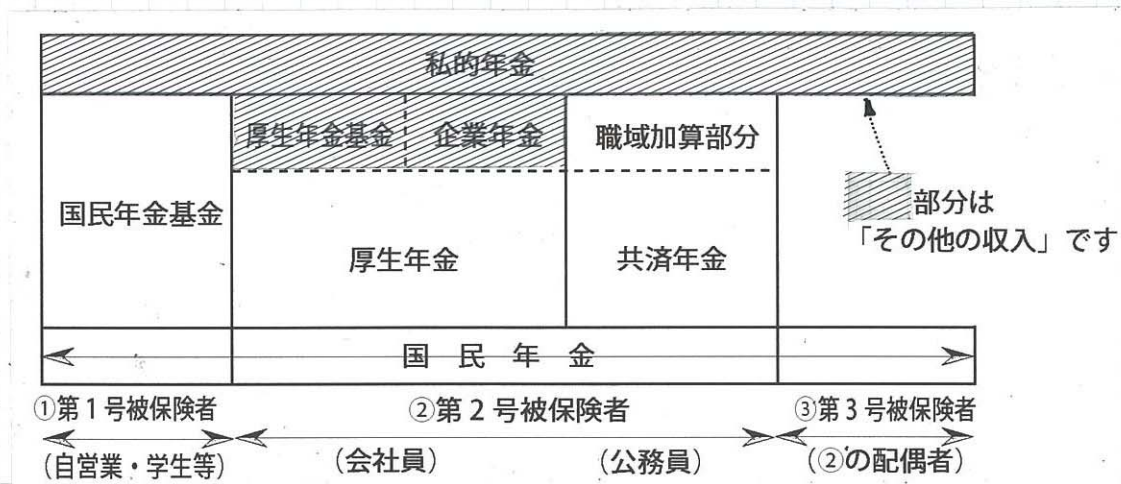 私的年金
厚生年金基金 企業年金 職域加算部分
国民年金基金
厚生年金 共済年金
部分は
「その他の収入」です
国民年金
①第1号被保険者 ②第2号被保険者 ③第3号被保険者
(自営業・学生等) (会社員) (公務員) (②の配偶者)